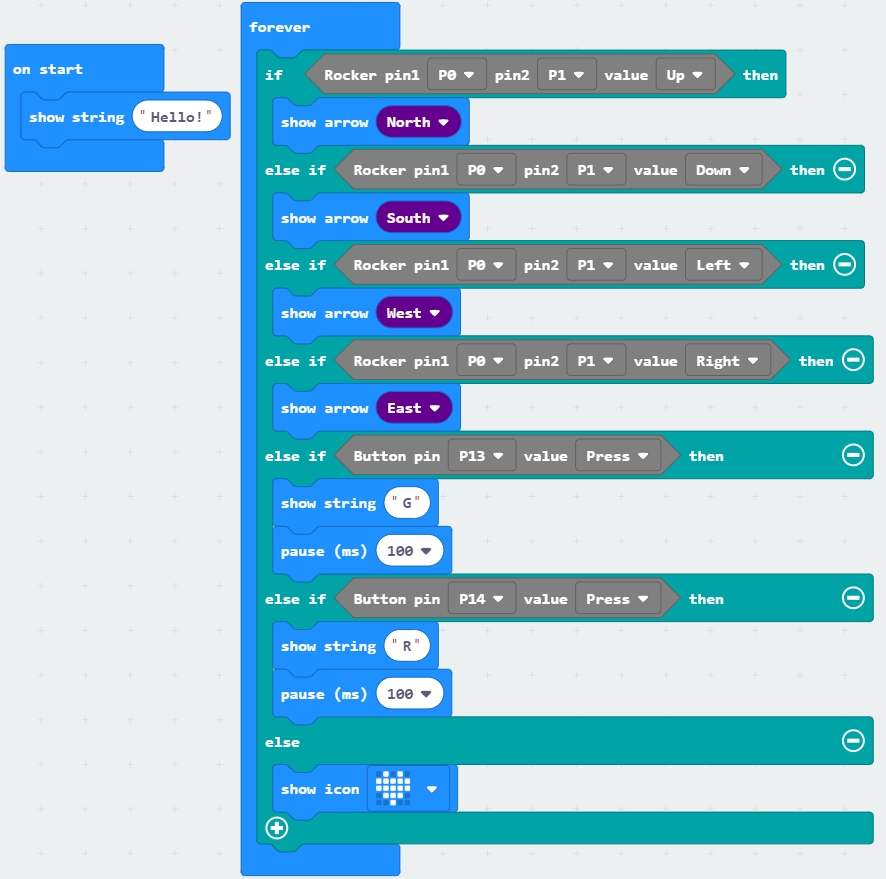 on start
show string "Hello!"
forever
if Rocker pin1 P0 pin2 P1 value Up then
show arrow North
else if Rocker pin1 P0 pin2 P1 value Down then
show arrow South
else if Rocker pin1 P0 pin2 P1 value Left then
show arrow West
else if Rocker pin1 P0 pin2 P1 value Right then
show arrow East
else if Button pin P13 value Press then
show string "G"
pause (ms) 100
else if Button pin P14 value Press then
show string "R"
pause (ms) 100
else
show icon